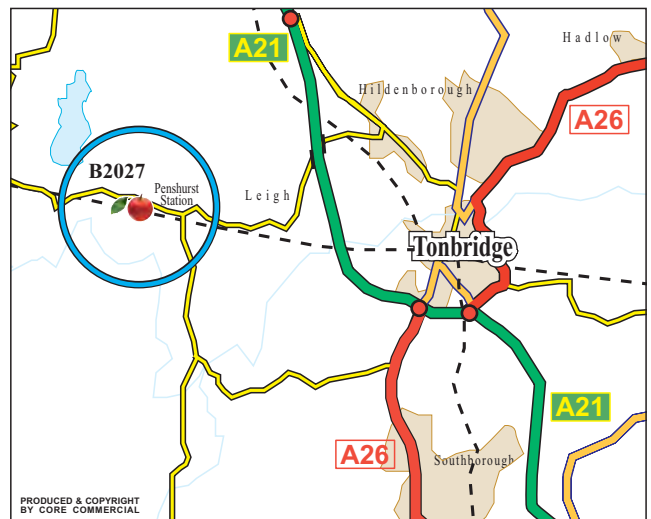 A21
Hadlow
Hildenborough
A26
B2027
Penshurst
Station
Leigh
Tonbridge
A21
A26
Southborough
PRODUCED & COPYRIGHT
BY CORE COMMERCIAL